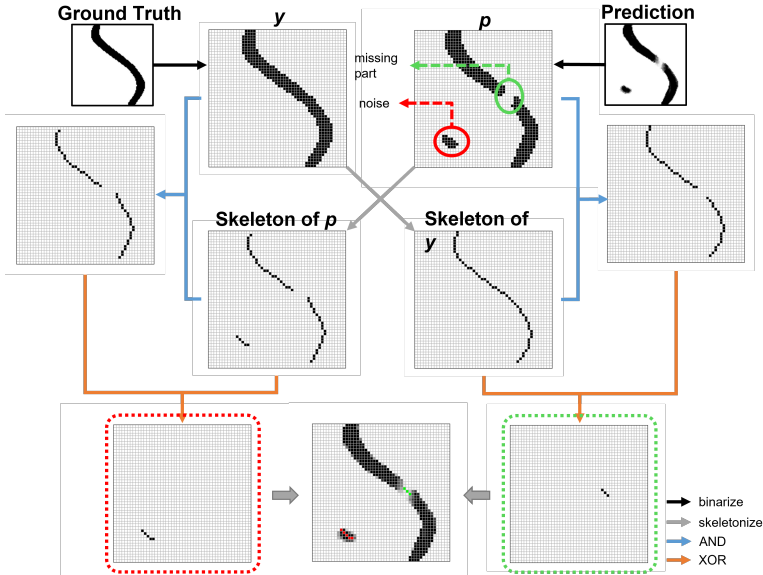 Ground Truth
y
p
Prediction
missing
part
noise
Skeleton of p
Skeleton of
y
binarize
skeletonize
AND
XOR